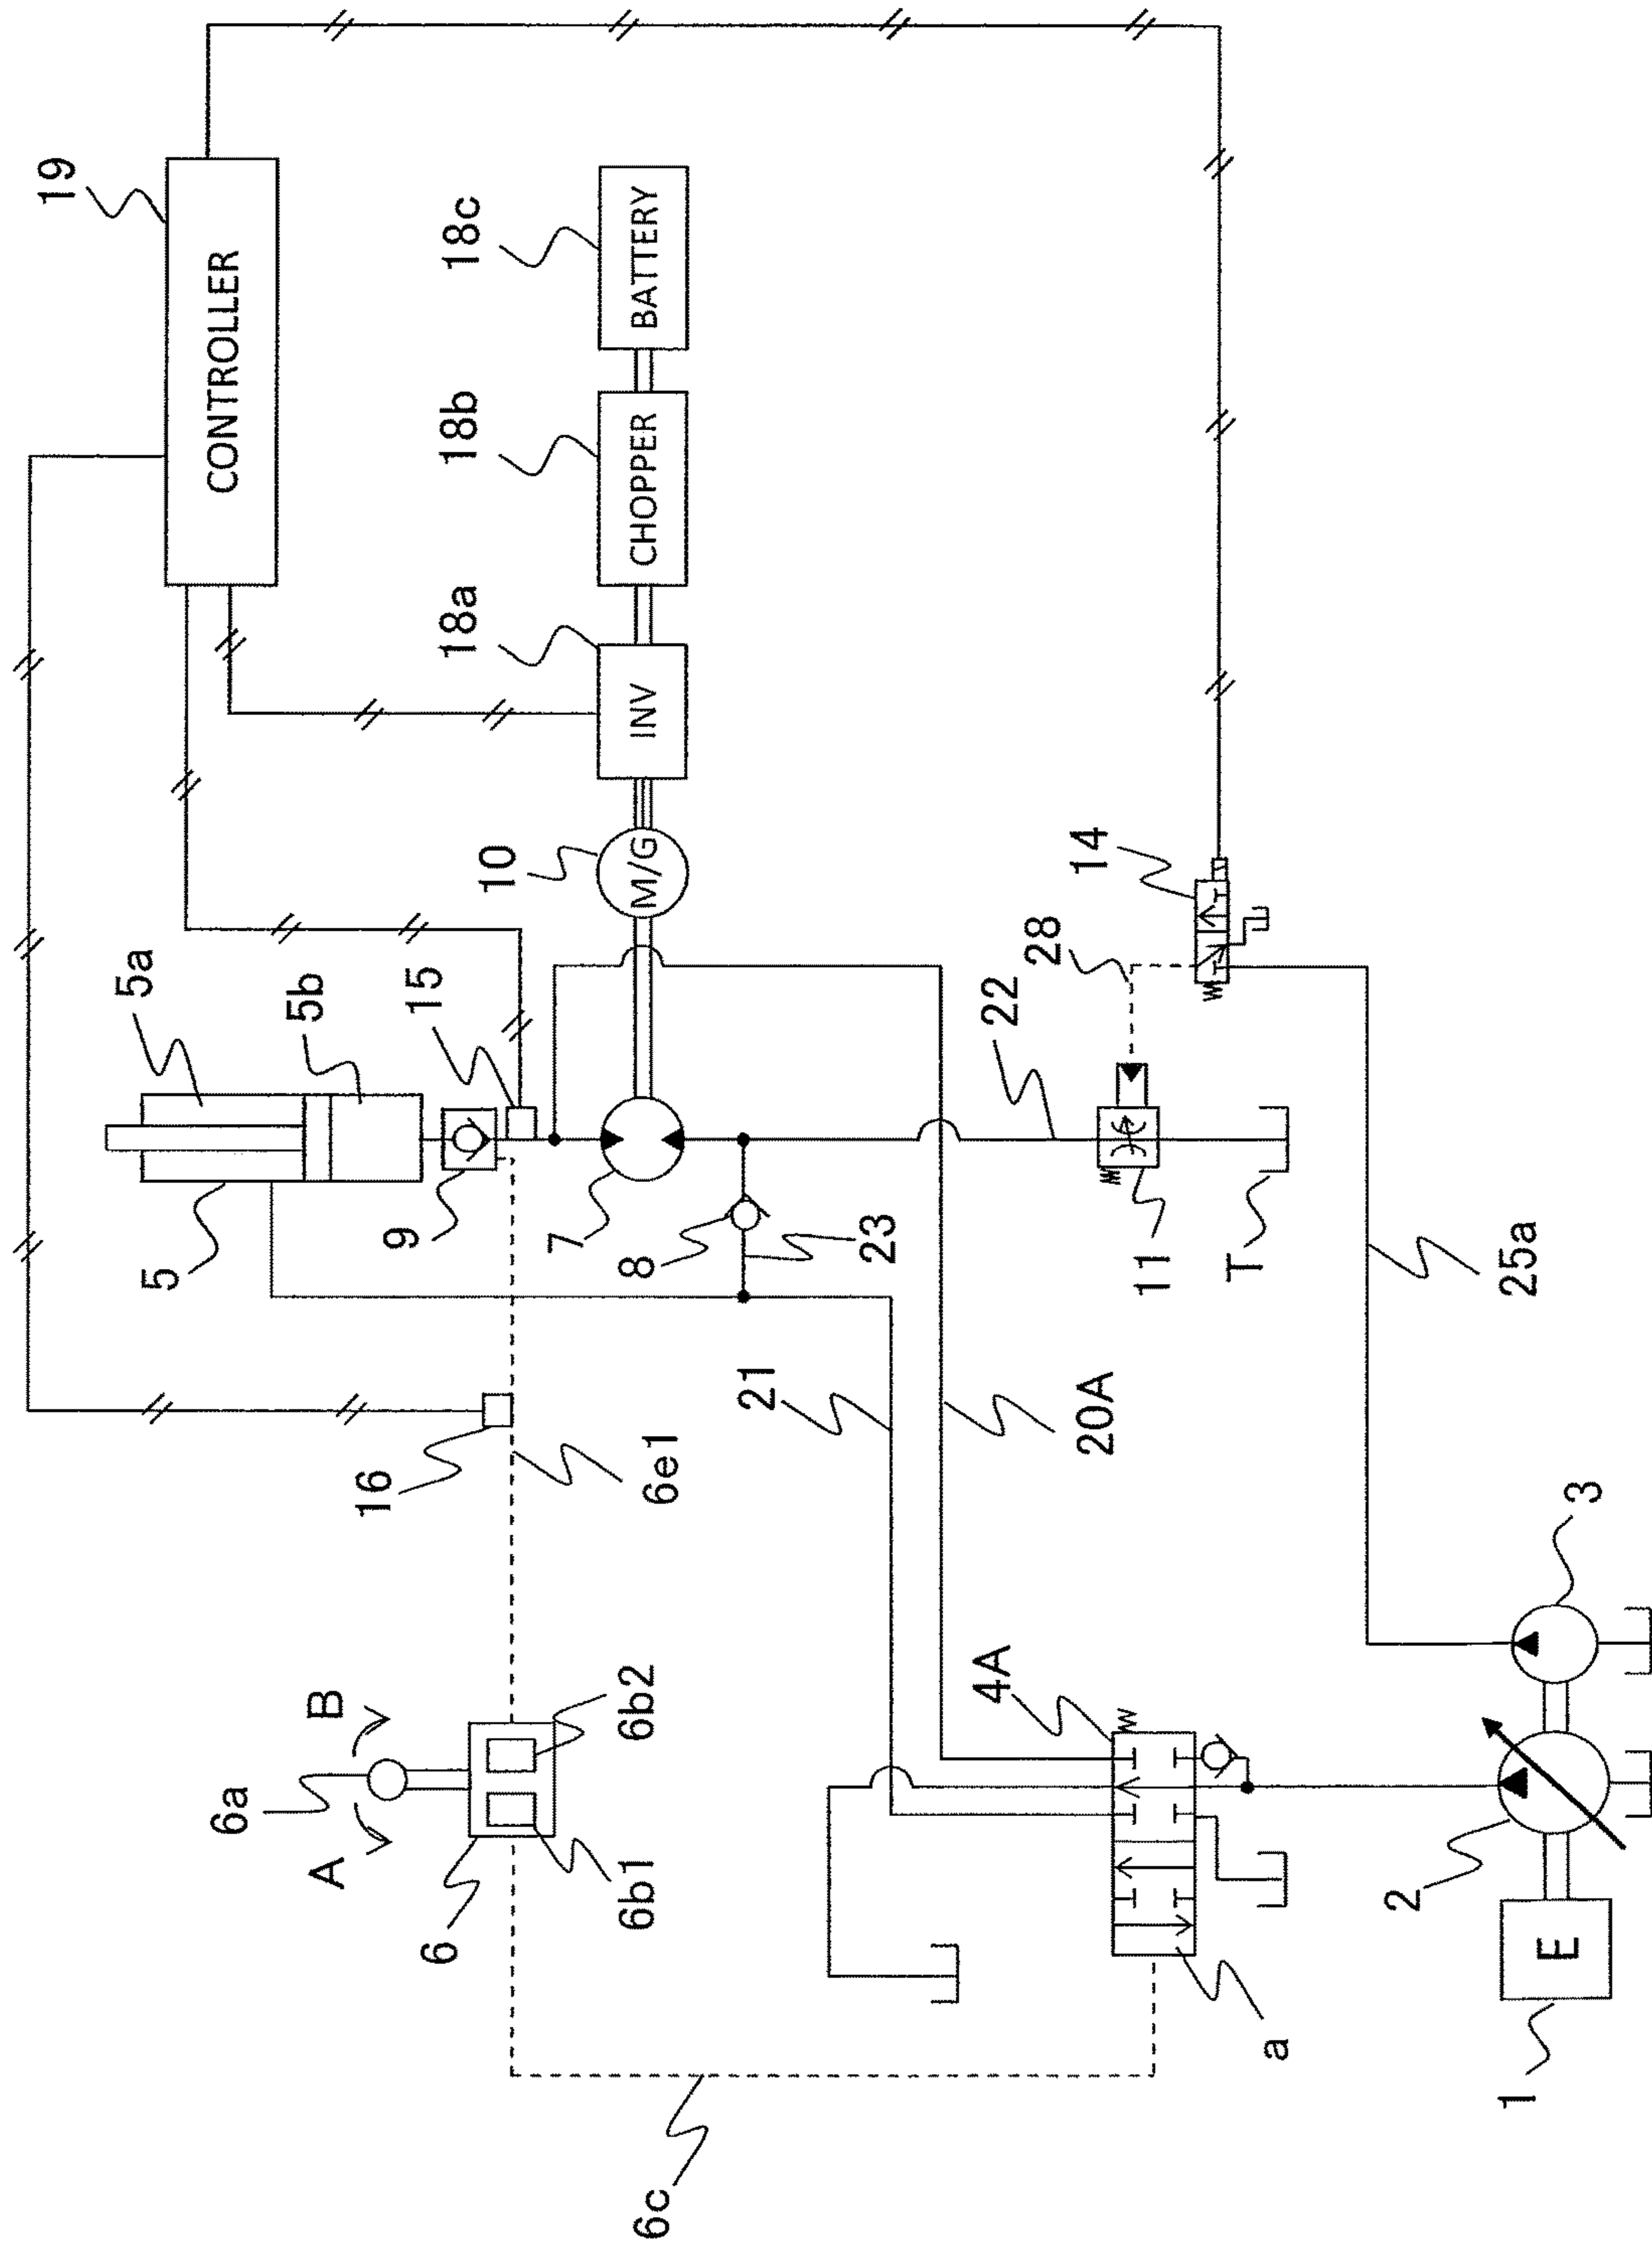 19
5a
5
CONTROLLER
6a
5b
A
B
16
9
15
6
18a
18b
18c
10
7
6b1
6b2
8
M/G
INV
CHOPPER
BATTERY
6c
6e1
21
23
4A
22
28
14
20A
11
T
a
2
1
25a
E
3